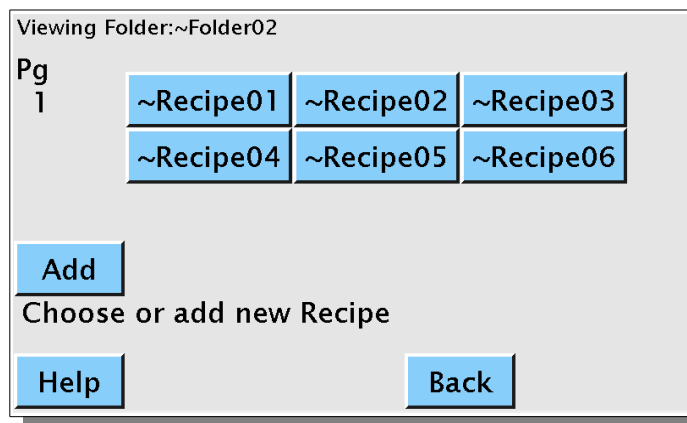 Viewing Folder:~Folder02
Pg
1
~Recipe01 ~Recipe02 ~Recipe03
~Recipe04 ~Recipe05 ~Recipe06
Add
Choose or add new Recipe
Help Back